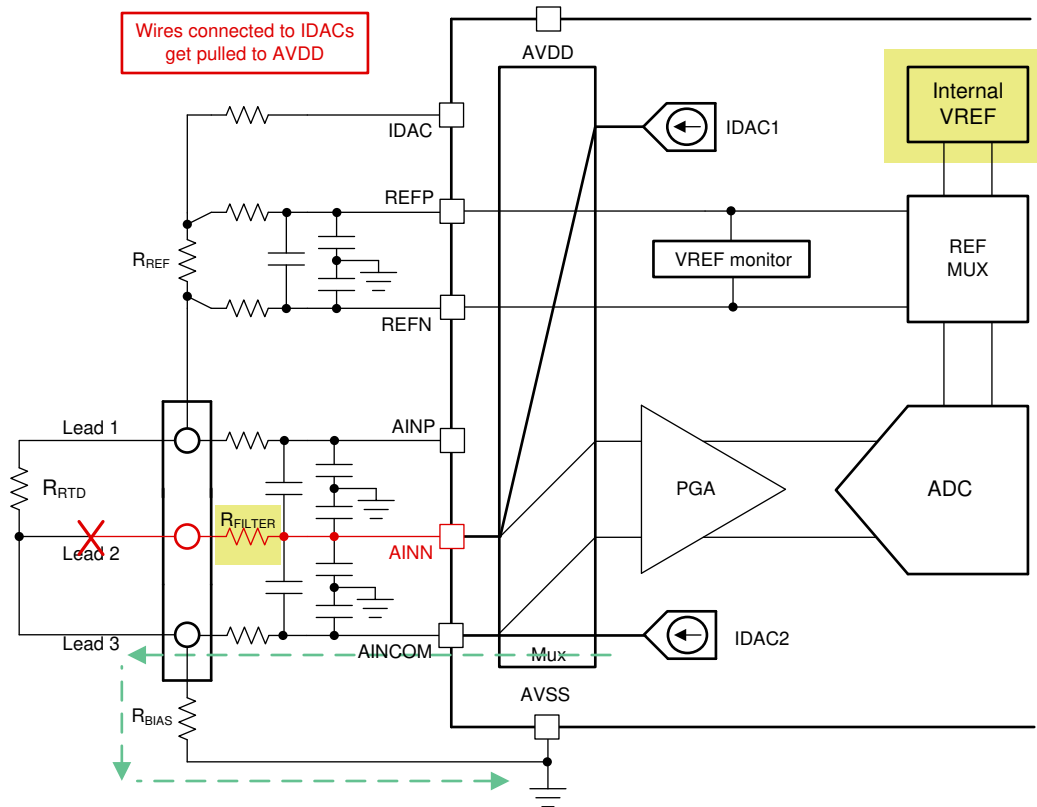 Wires connected to IDACs
get pulled to AVDD
AVDD
Internal
VREF
IDAC
IDAC1
REFP
RREF
VREF monitor
REF
MUX
REFN
Lead 1
AINP
RRTD
PGA
ADC
RFILTER
Lead 2
AINN
Lead 3
AINCOM
Mux
IDAC2
AVSS
RBIAS